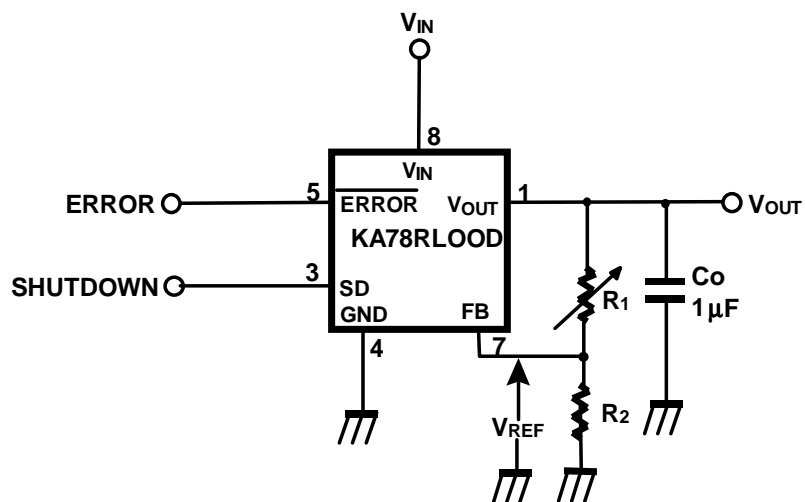 VIN
8
VIN
ERROR
5
ERROR
VOUT
1
VOUT
KA78RLOOD
SHUTDOWN
3
SD
GND
FB
R1
Co
1μF
4
7
VREF
R2